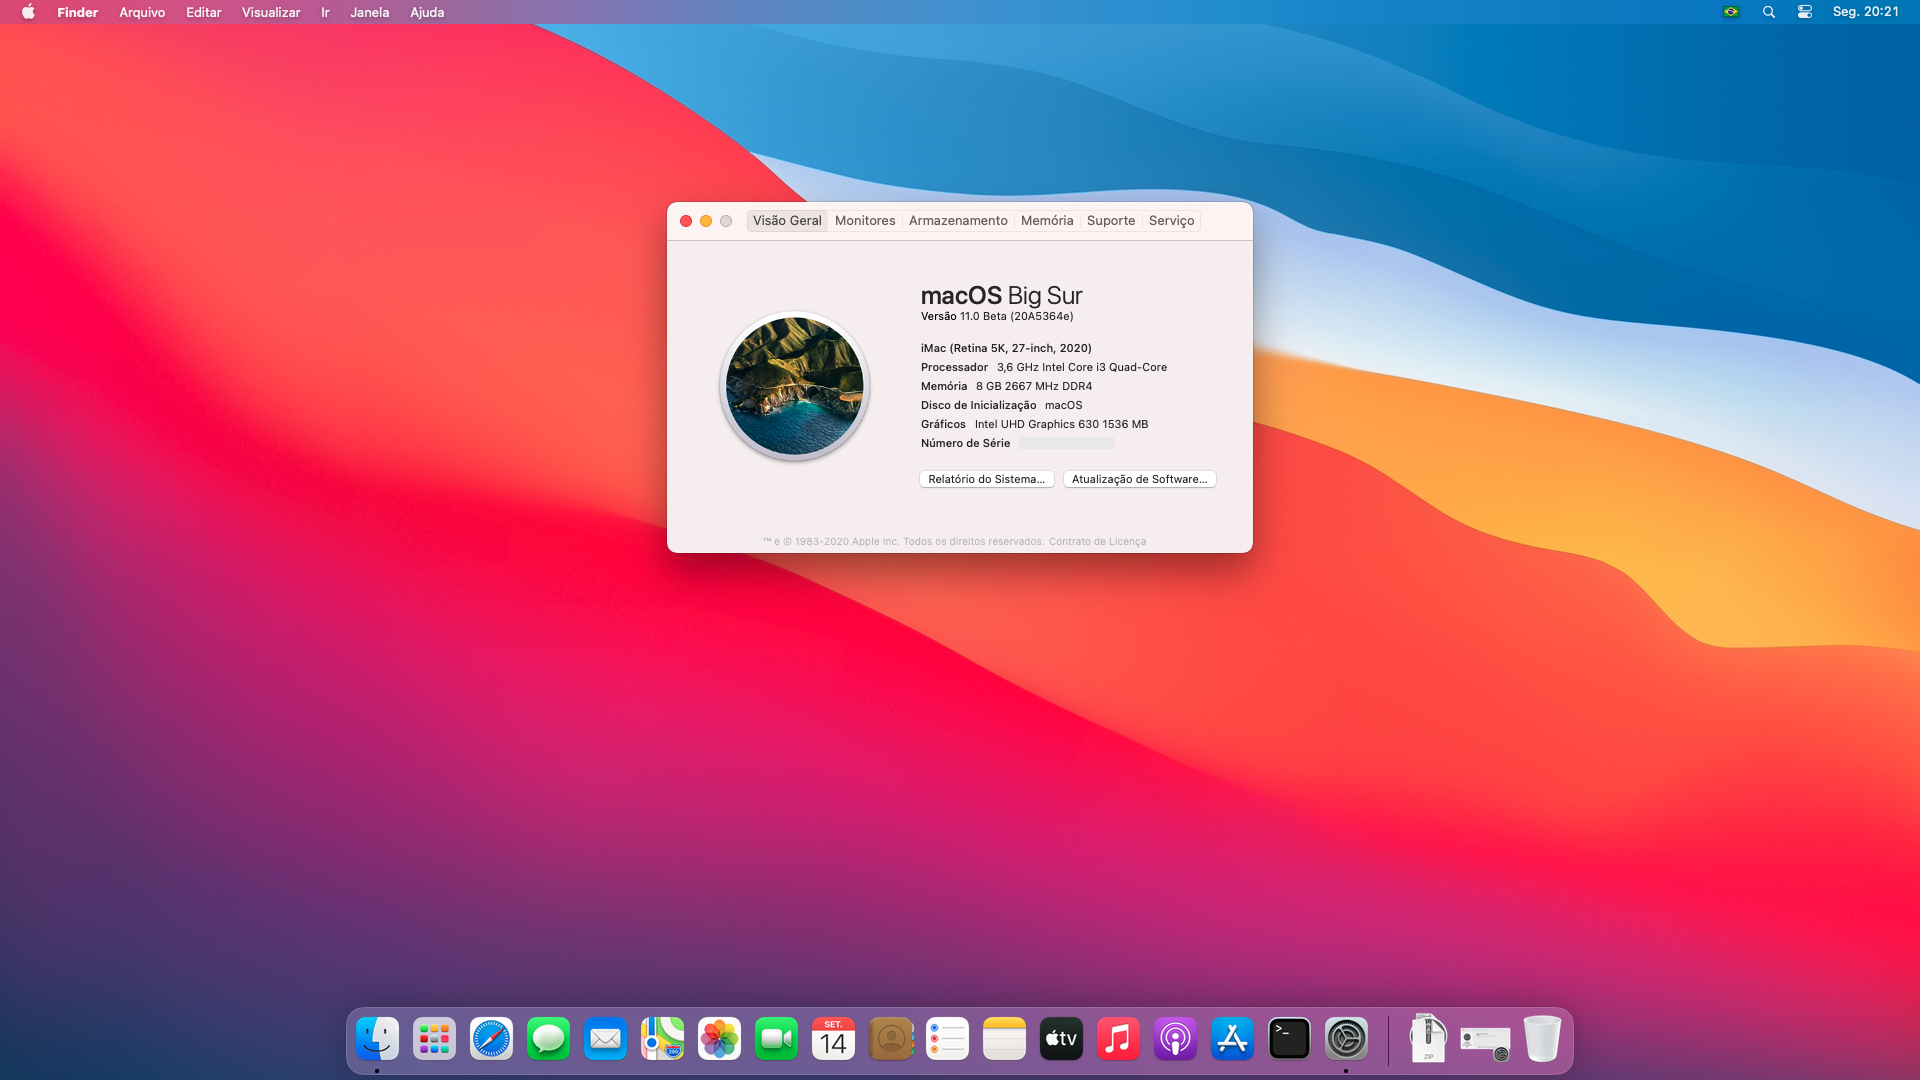 Finder Arquivo Editar Visualizar Ir Janela Ajuda Seg. 20:21
Visão Geral Monitores Armazenamento Memória Suporte Serviço
macOS Big Sur
Versão 11.0 Beta (20A5364e)
iMac (Retina 5K, 27-inch, 2020)
Processador 3,6 GHz Intel Core i3 Quad-Core
Memória 8 GB 2667 MHz DDR4
Disco de Inicialização macOS
Gráficos Intel UHD Graphics 630 1536 MB
Número de Série
Relatório do Sistema... Atualização de Software...
™ e © 1983-2020 Apple Inc. Todos os direitos reservados. Contrato de Licença
SET.
14
tv
>_
ZIP